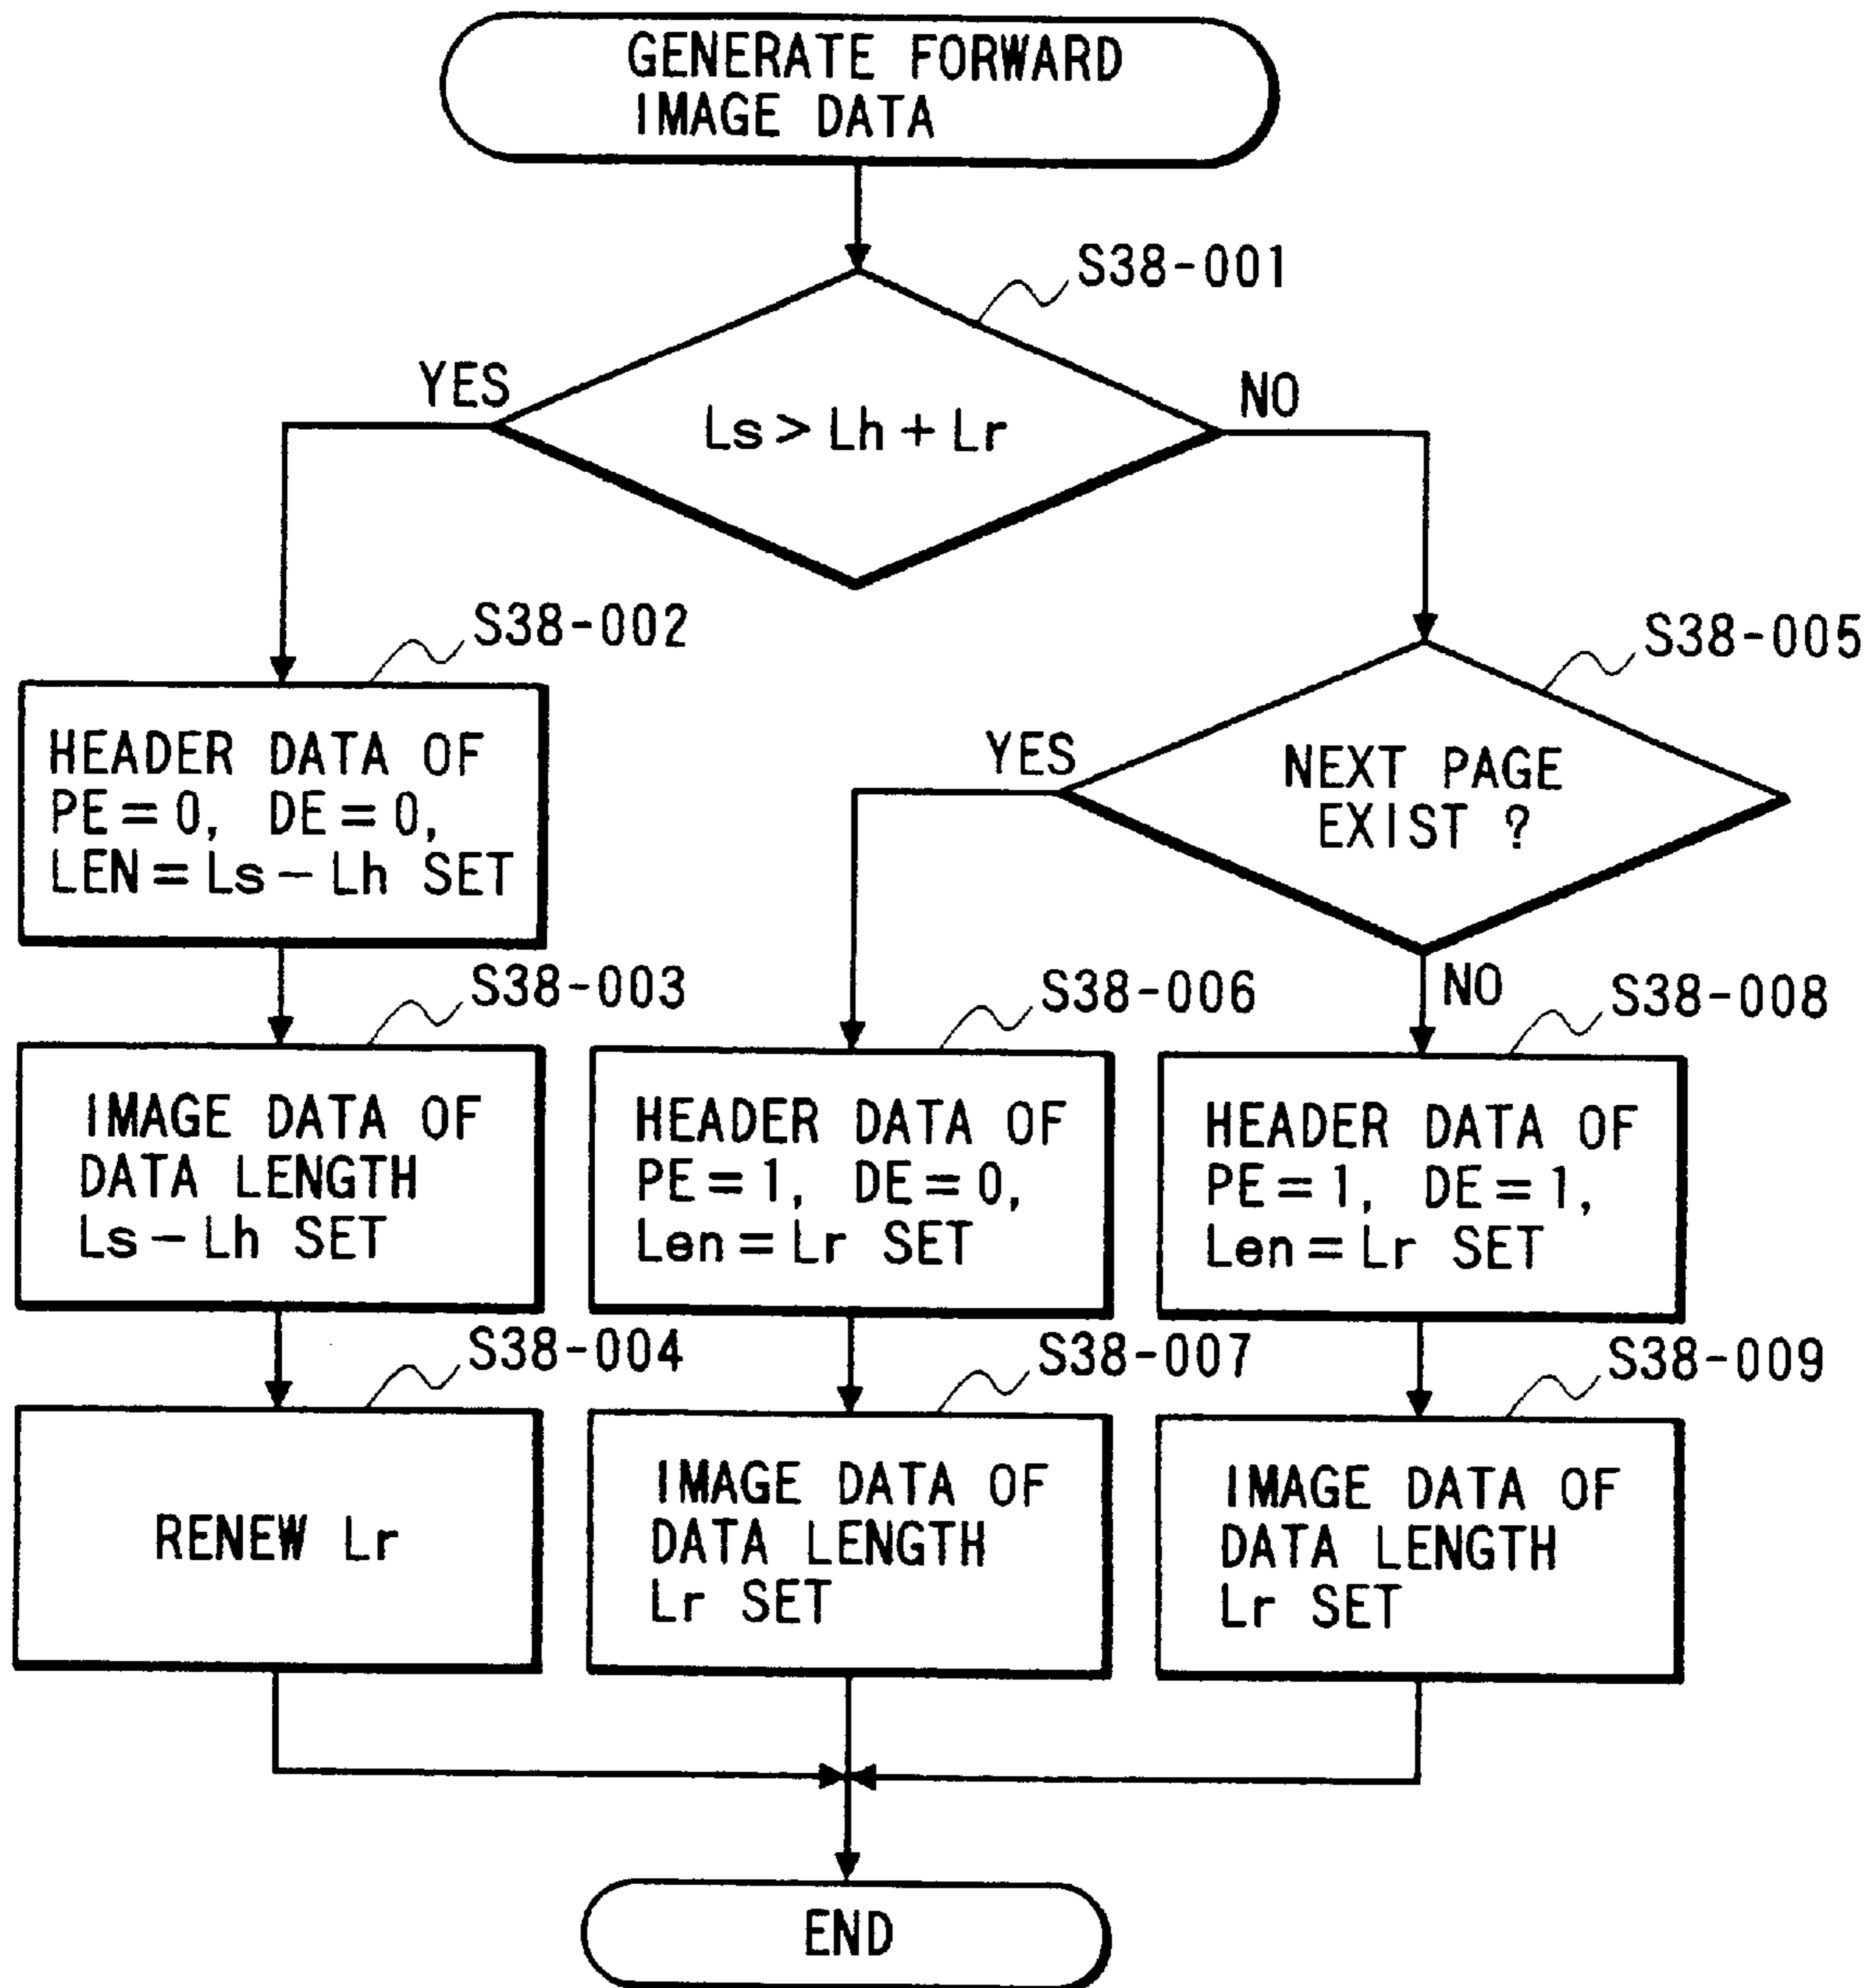 GENERATE FORWARD
IMAGE DATA
S38-001
YES
NO
Ls > Lh + Lr
S38-002
S38-005
HEADER DATA OF
PE = 0, DE = 0,
LEN = Ls - Lh SET
YES
NEXT PAGE
EXIST ?
NO
S38-003
S38-006
S38-008
IMAGE DATA OF
DATA LENGTH
Ls - Lh SET
HEADER DATA OF
PE = 1, DE = 0,
Len = Lr SET
HEADER DATA OF
PE = 1, DE = 1,
Len = Lr SET
S38-004
S38-007
S38-009
RENEW Lr
IMAGE DATA OF
DATA LENGTH
Lr SET
IMAGE DATA OF
DATA LENGTH
Lr SET
END